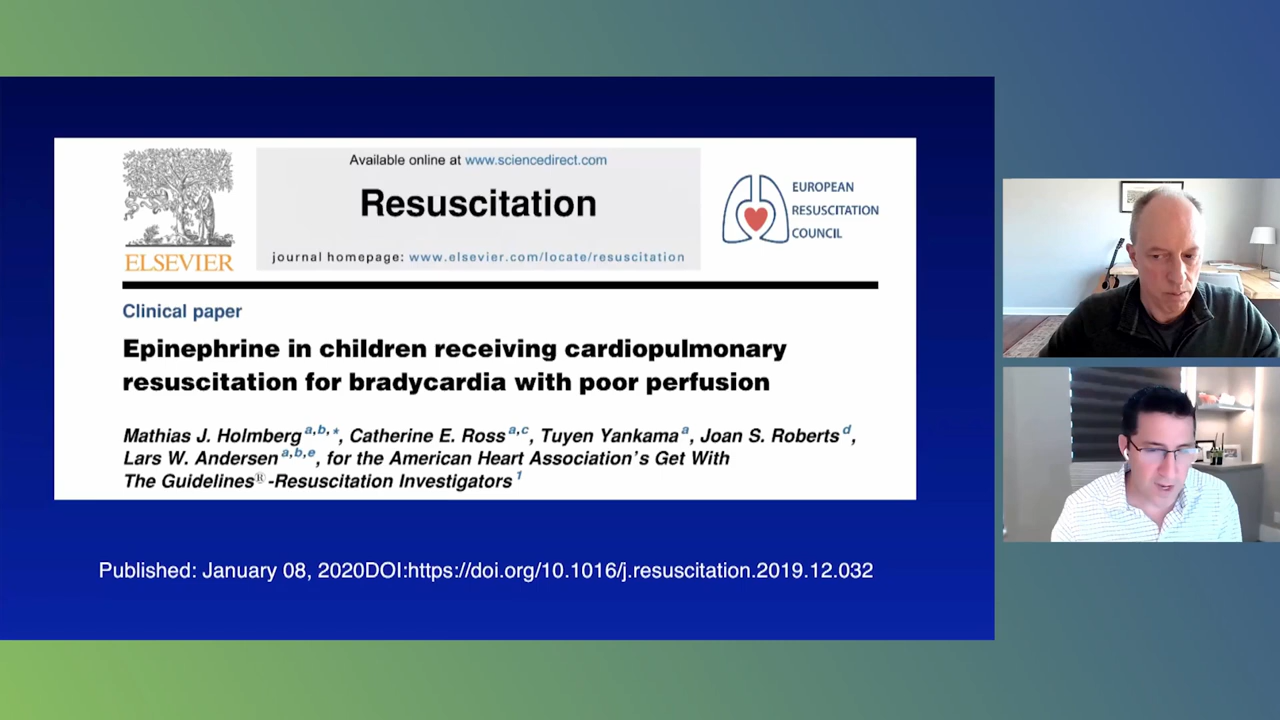 Available online at www.sciencedirect.com
Resuscitation
journal homepage: www.elsevier.com/locate/resuscitation
ELSEVIER
EUROPEAN
RESUSCITATION
COUNCIL
Clinical paper
Epinephrine in children receiving cardiopulmonary
resuscitation for bradycardia with poor perfusion
Mathias J. Holmberg a,b,*, Catherine E. Ross a,c, Tuyen Yankama a, Joan S. Roberts d,
Lars W. Andersen a,b,e, for the American Heart Association's Get With
The Guidelines®-Resuscitation Investigators 1
Published: January 08, 2020DOI:https://doi.org/10.1016/j.resuscitation.2019.12.032